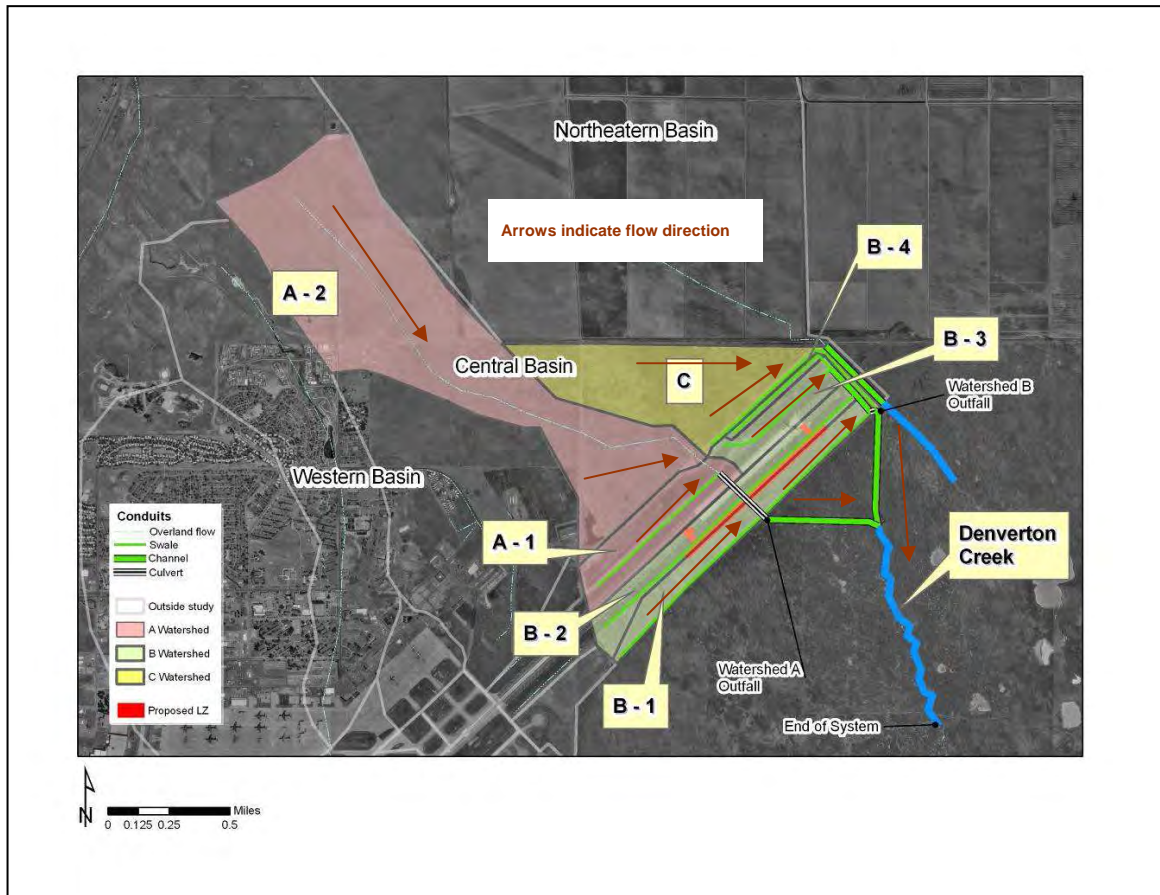 Northeatern Basin
Arrows indicate flow direction
B - 4
A - 2
B - 3
Central Basin
C
Watershed B
Outfall
Western Basin
Conduits
Overland flow
Swale
Channel
Culvert
Outside study
A Watershed
B Watershed
C Watershed
Proposed LZ
A - 1
Denverton
Creek
B - 2
Watershed A
Outfall
B - 1
End of System
N
Miles
0 0.125 0.25 0.5